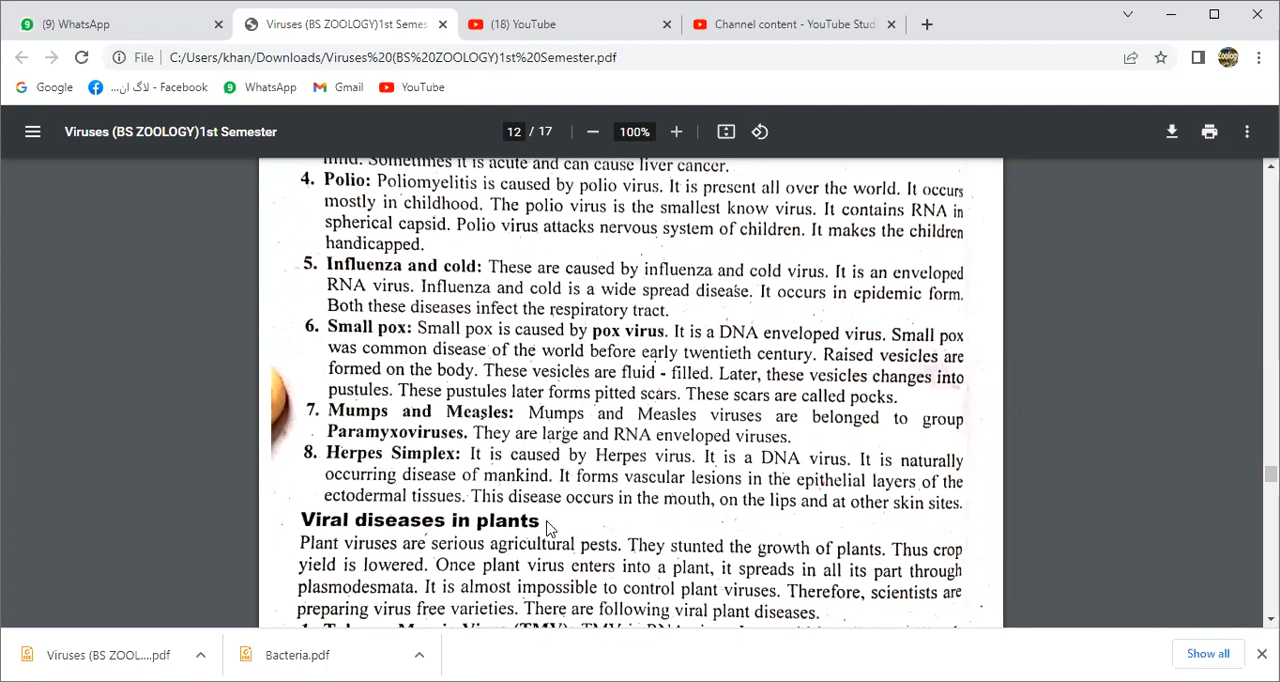 (9) WhatsApp
Viruses (BS ZOOLOGY)1st Semes
(18) YouTube
Channel content - YouTube Stud
File | C:/Users/khan/Downloads/Viruses%20(BS%20ZOOLOGY)1st%20Semester.pdf
Google
لاگ ان... - Facebook
WhatsApp
Gmail
YouTube
Viruses (BS ZOOLOGY)1st Semester
12 / 17
100%
mind. Sometimes it is acute and can cause liver cancer.
4. Polio: Poliomyelitis is caused by polio virus. It is present all over the world. It occurs
mostly in childhood. The polio virus is the smallest know virus. It contains RNA in
spherical capsid. Polio virus attacks nervous system of children. It makes the children
handicapped.
5. Influenza and cold: These are caused by influenza and cold virus. It is an enveloped
RNA virus. Influenza and cold is a wide spread disease. It occurs in epidemic form.
Both these diseases infect the respiratory tract.
6. Small pox: Small pox is caused by pox virus. It is a DNA enveloped virus. Small pox
was common disease of the world before early twentieth century. Raised vesicles are
formed on the body. These vesicles are fluid - filled. Later, these vesicles changes into
pustules. These pustules later forms pitted scars. These scars are called pocks.
7. Mumps and Measles: Mumps and Measles viruses are belonged to group
Paramyxoviruses. They are large and RNA enveloped viruses.
8. Herpes Simplex: It is caused by Herpes virus. It is a DNA virus. It is naturally
occurring disease of mankind. It forms vascular lesions in the epithelial layers of the
ectodermal tissues. This disease occurs in the mouth, on the lips and at other skin sites.
Viral diseases in plants
Plant viruses are serious agricultural pests. They stunted the growth of plants. Thus crop
yield is lowered. Once plant virus enters into a plant, it spreads in all its part through
plasmodesmata. It is almost impossible to control plant viruses. Therefore, scientists are
preparing virus free varieties. There are following viral plant diseases.
Viruses (BS ZOOL....pdf
Bacteria.pdf
Show all